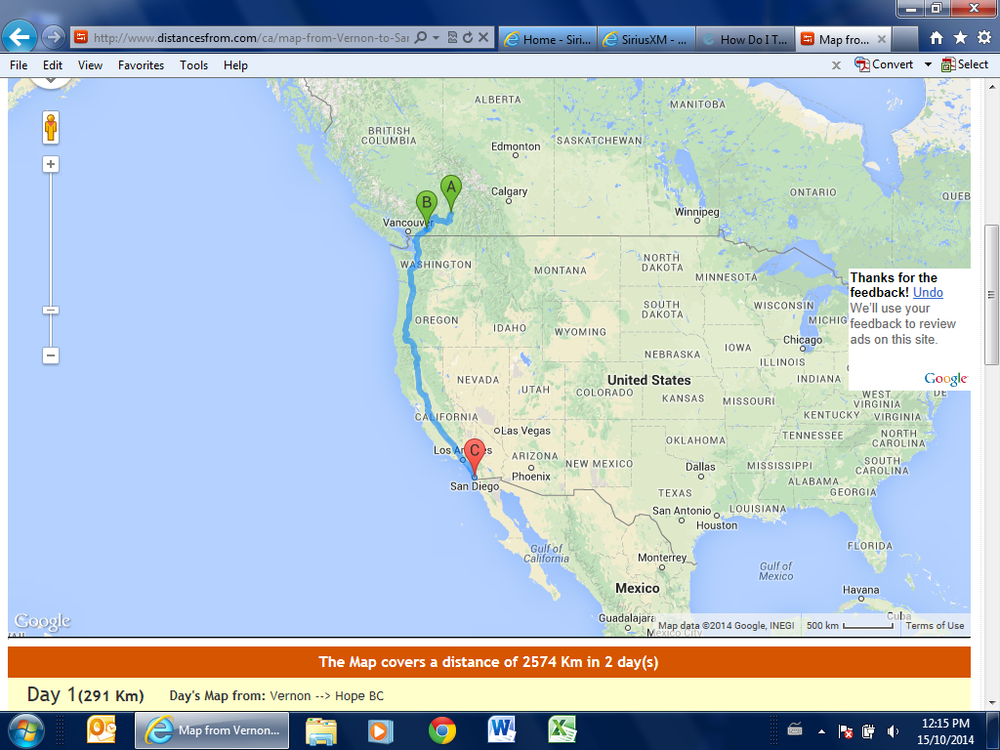 http://www.distancesfrom.com/ca/map-from-Vernon-to-Sar
Home - Siri...
SiriusXM - ...
How Do I T...
Map fro...
File Edit View Favorites Tools Help
Convert
Select
ALBERTA
MANITOBA
BRITISH
COLUMBIA
Edmonton
SASKATCHEWAN
Calgary
ONTARIO
QUEB
A
B
Vancouver
Winnipeg
WASHINGTON
MONTANA
NORTH
DAKOTA
MINNESOTA
Thanks for the
feedback! Undo
We'll use your
feedback to review
ads on this site.
Google
OREGON
IDAHO
WYOMING
SOUTH
DAKOTA
WISCONSIN
MICHIG
Chicago
IOWA
ILLINOIS
NEBRASKA
INDIANA
NEVADA
UTAH
United States
COLORADO
KANSAS
MISSOURI
WEST
VIRGINIA
DE
KENTUCKY
VIRGINIA
CALIFORNIA
Las Vegas
OKLAHOMA
TENNESSEE
NORTH
CAROLINA
C
Los Angeles
ARIZONA
NEW MEXICO
Phoenix
Dallas
MISSISSIPPI
SOUTH
CAROLINA
ALABAMA
GEORGIA
San Diego
TEXAS
San Antonio
LOUISIANA
Houston
FLORIDA
Gulf of
California
Monterrey
Gulf of
Mexico
Mexico
Havana
Cuba
Guadalajara
Mexico City
Google
Map data ©2014 Google, INEGI 500 km Terms of Use
The Map covers a distance of 2574 Km in 2 day(s)
Day 1(291 Km) Day's Map from: Vernon --> Hope BC
Map from Vernon...
12:15 PM
15/10/2014